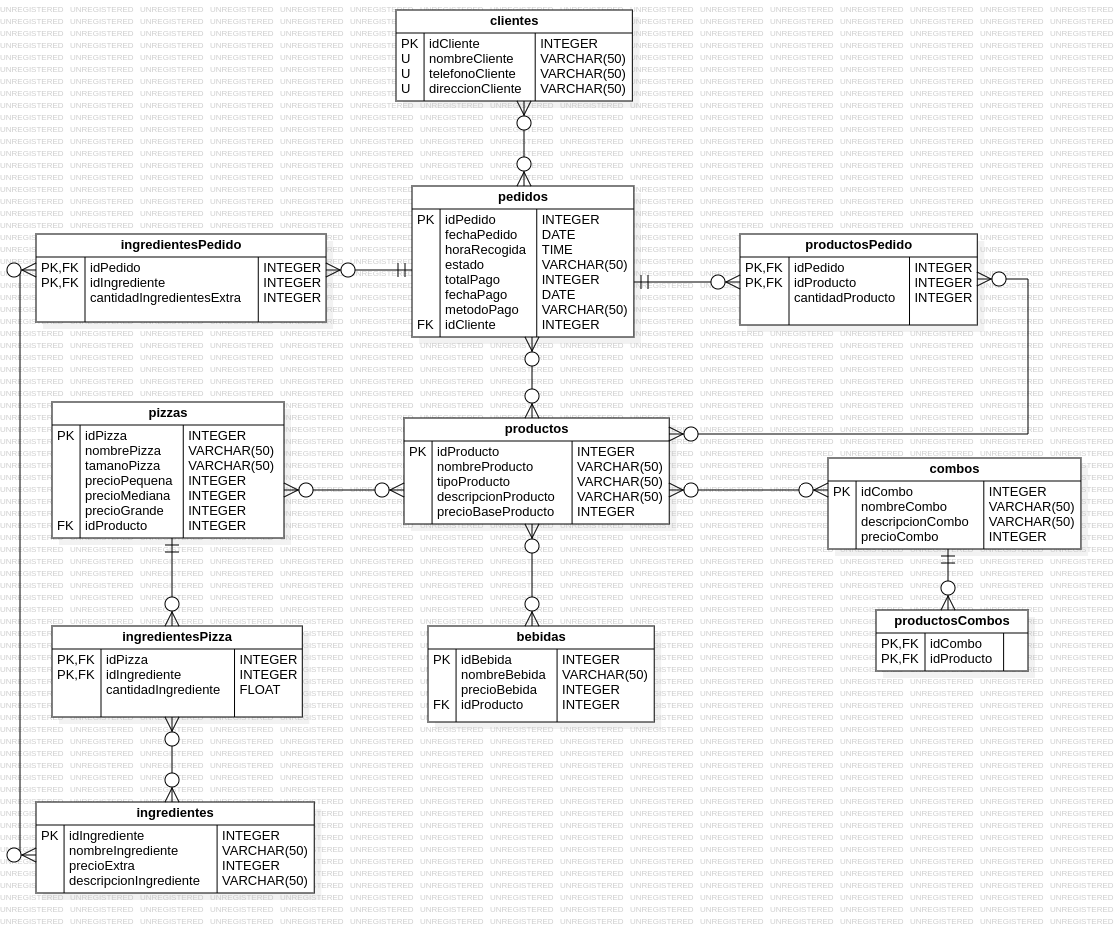 clientes
PK idCliente INTEGER
U nombreCliente VARCHAR(50)
U telefonoCliente VARCHAR(50)
U direccionCliente VARCHAR(50)
pedidos
PK idPedido INTEGER
fechaPedido DATE
horaRecogida TIME
estado VARCHAR(50)
totalPago INTEGER
fechaPago DATE
metodoPago VARCHAR(50)
FK idCliente INTEGER
ingredientesPedido
PK,FK idPedido INTEGER
PK,FK idIngrediente INTEGER
cantidadIngredientesExtra INTEGER
productosPedido
PK,FK idPedido INTEGER
PK,FK idProducto INTEGER
cantidadProducto INTEGER
pizzas
PK idPizza INTEGER
nombrePizza VARCHAR(50)
tamanoPizza VARCHAR(50)
precioPequena INTEGER
precioMediana INTEGER
precioGrande INTEGER
FK idProducto INTEGER
productos
PK idProducto INTEGER
nombreProducto VARCHAR(50)
tipoProducto VARCHAR(50)
descripcionProducto VARCHAR(50)
precioBaseProducto INTEGER
combos
PK idCombo INTEGER
nombreCombo VARCHAR(50)
descripcionCombo VARCHAR(50)
precioCombo INTEGER
productosCombos
PK,FK idCombo
PK,FK idProducto
ingredientesPizza
PK,FK idPizza INTEGER
PK,FK idIngrediente INTEGER
cantidadIngrediente FLOAT
bebidas
PK idBebida INTEGER
nombreBebida VARCHAR(50)
precioBebida INTEGER
FK idProducto INTEGER
ingredientes
PK idIngrediente INTEGER
nombreIngrediente VARCHAR(50)
precioExtra INTEGER
descripcionIngrediente VARCHAR(50)
UNREGISTERED